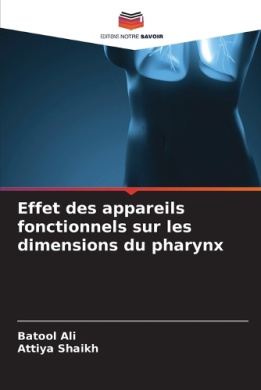 EDITIONS NOTRE SAVOIR
Effet des appareils
fonctionnels sur les
dimensions du pharynx
Batool Ali
Attiya Shaikh